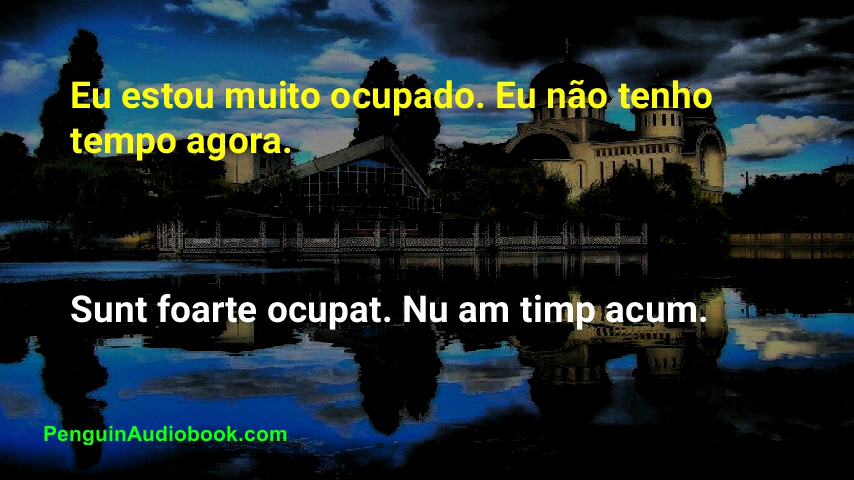 Eu estou muito ocupado. Eu não tenho
tempo agora.
Sunt foarte ocupat. Nu am timp acum.
PenguinAudiobook.com